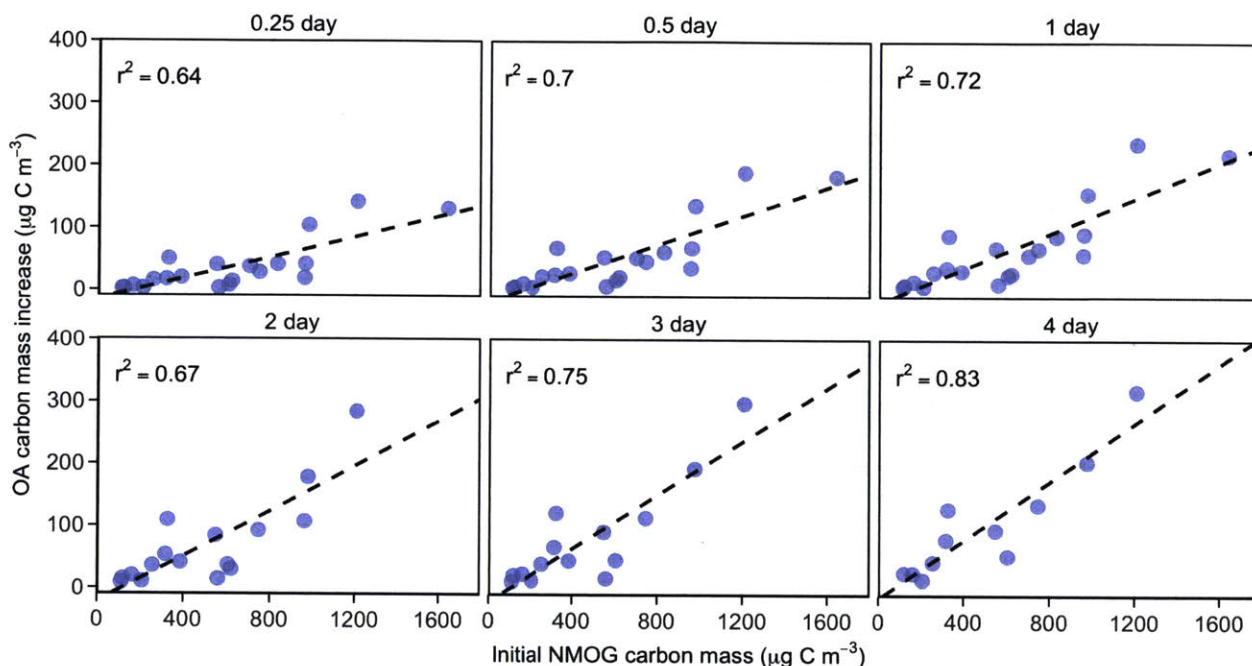 0.25 day
0.5 day
1 day
r² = 0.64
r² = 0.7
r² = 0.72
400
300
200
100
0
2 day
3 day
4 day
r² = 0.67
r² = 0.75
r² = 0.83
400
300
200
100
0
OA carbon mass increase (µg C m⁻³)
0 400 800 1200 1600
0 400 800 1200 1600
0 400 800 1200 1600
Initial NMOG carbon mass (µg C m⁻³)